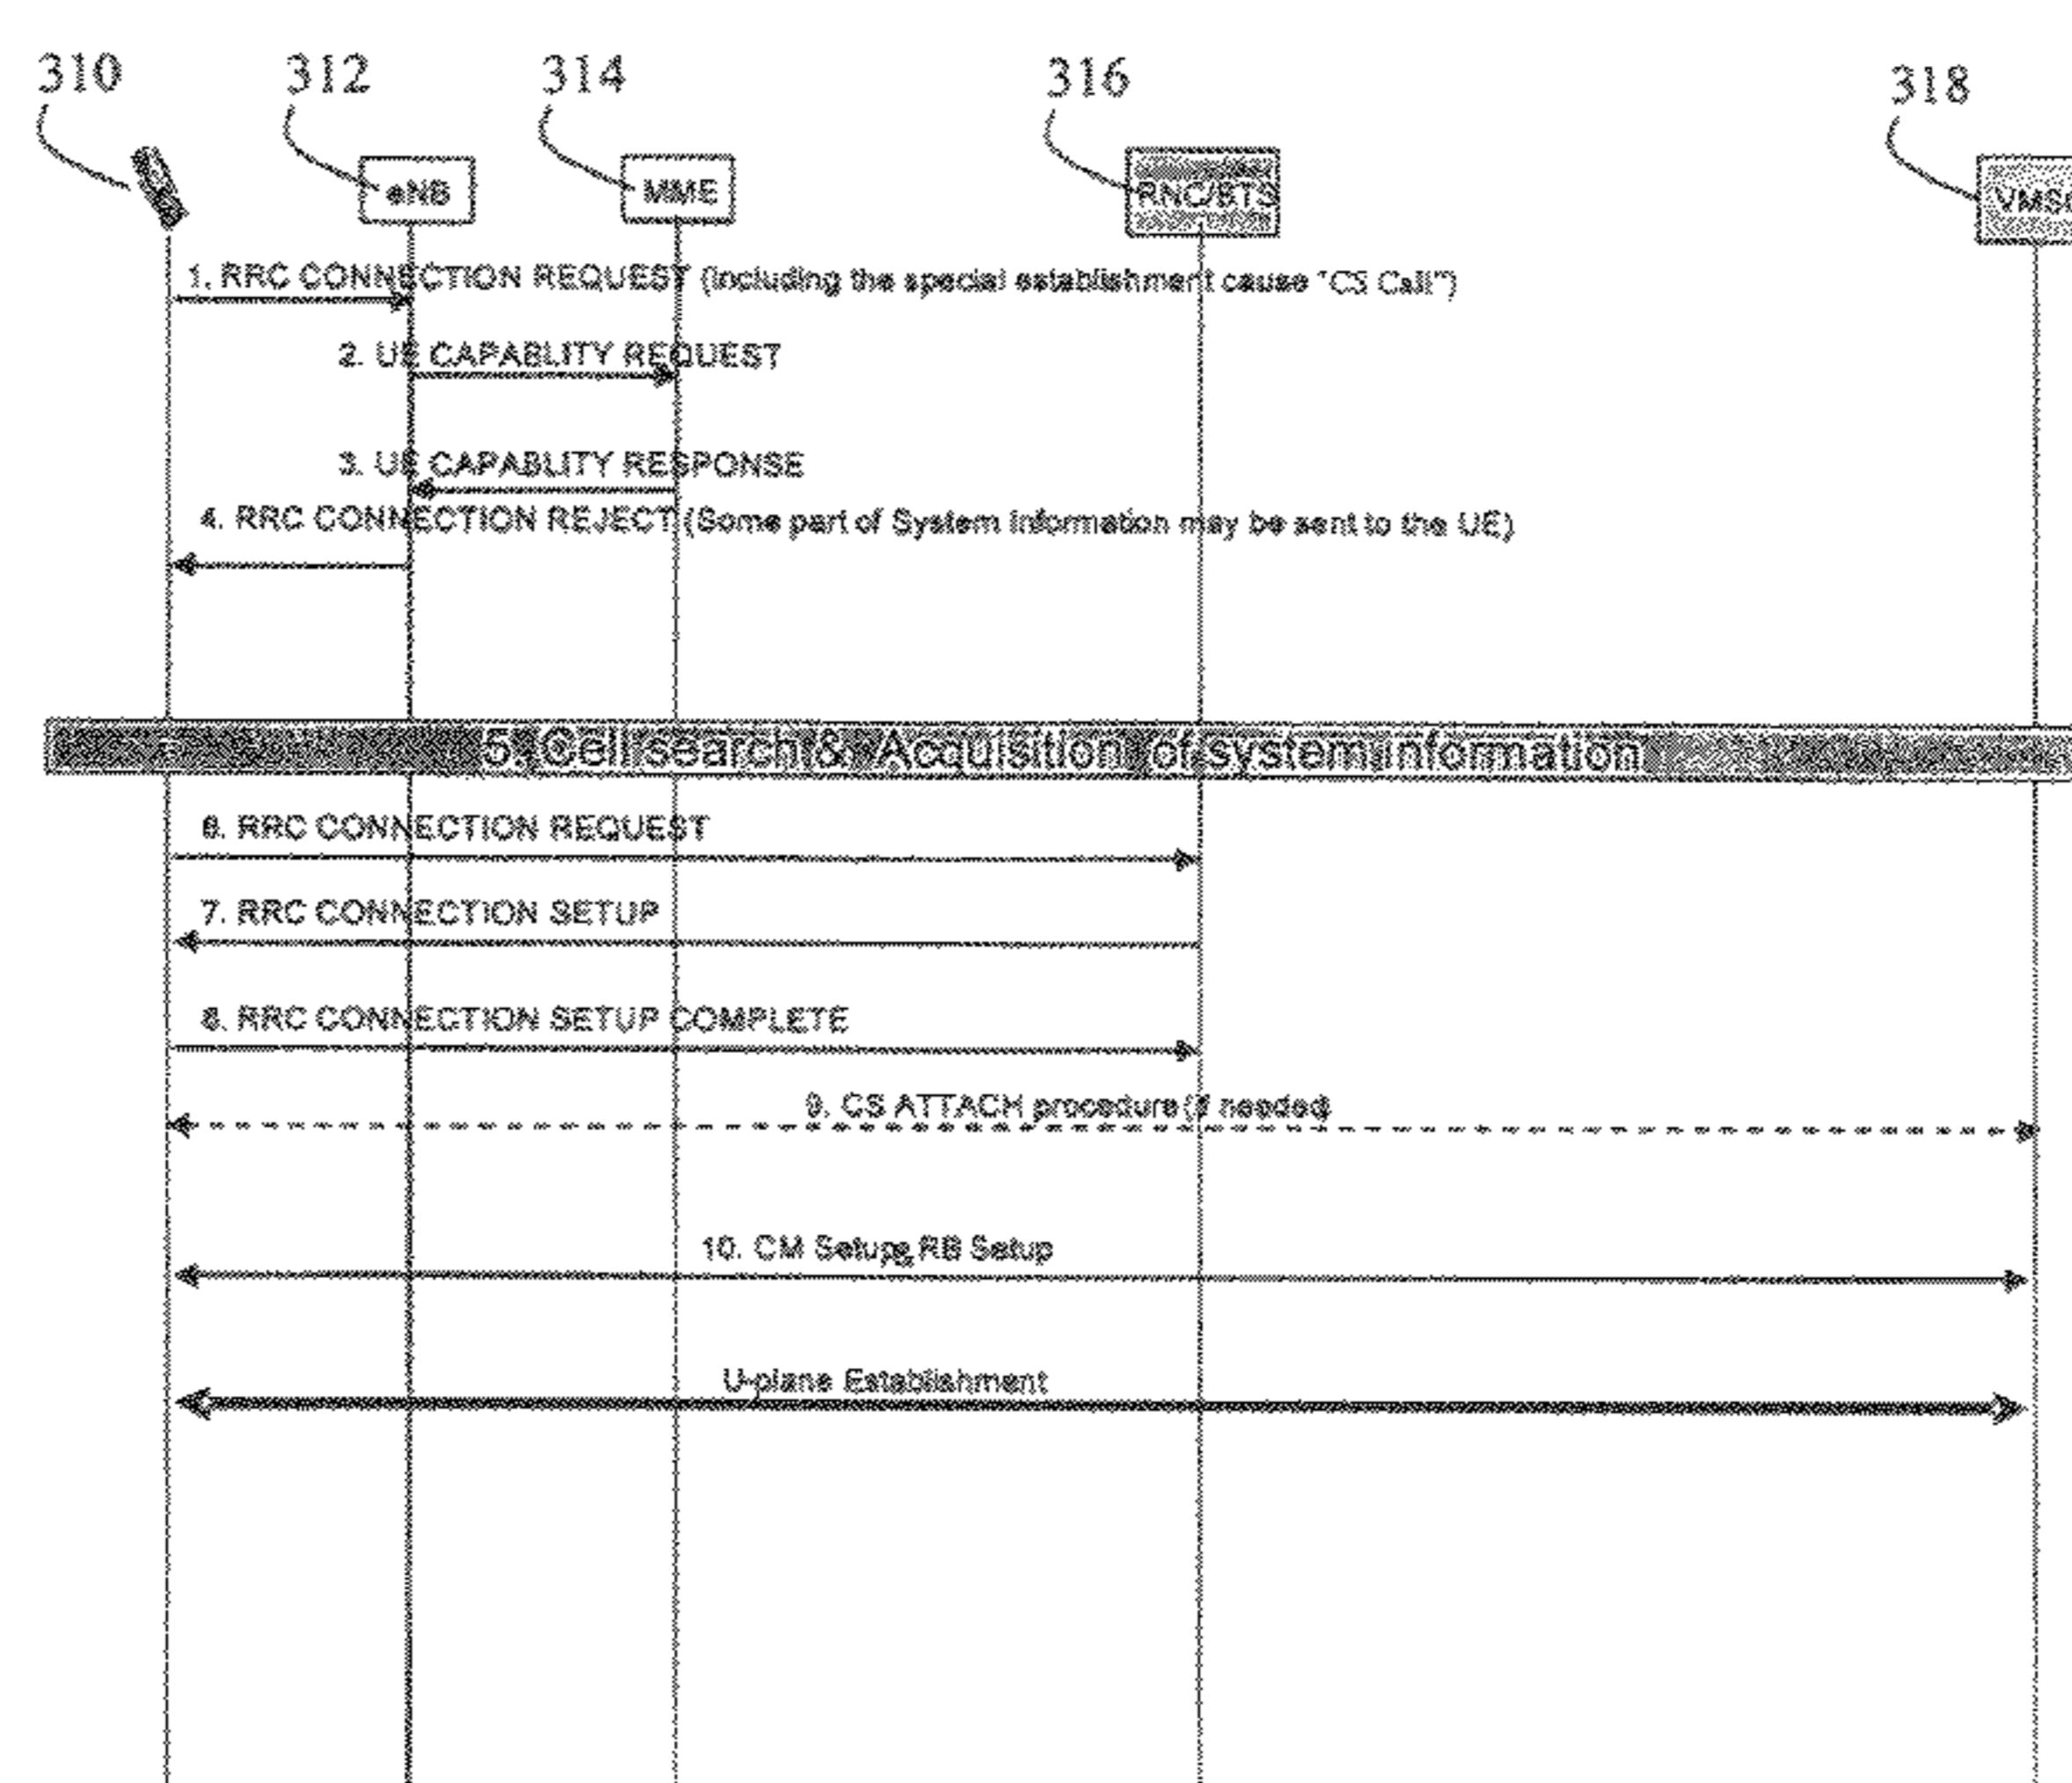 310 312 314 316 318
eNB MME RNC/BTS
1. RRC CONNECTION REQUEST (including the special establishment cause "CS Call")
2. UE CAPABLITY REQUEST
3. UE CAPABLITY RESPONSE
4. RRC CONNECTION REJECT (Some part of System information may be sent to the UE)
5. Cell search & Acquisition of system information
6. RRC CONNECTION REQUEST
7. RRC CONNECTION SETUP
8. RRC CONNECTION SETUP COMPLETE
9. CS ATTACH procedure (if needed)
10. CM Setup & RB Setup
U-plane Establishment